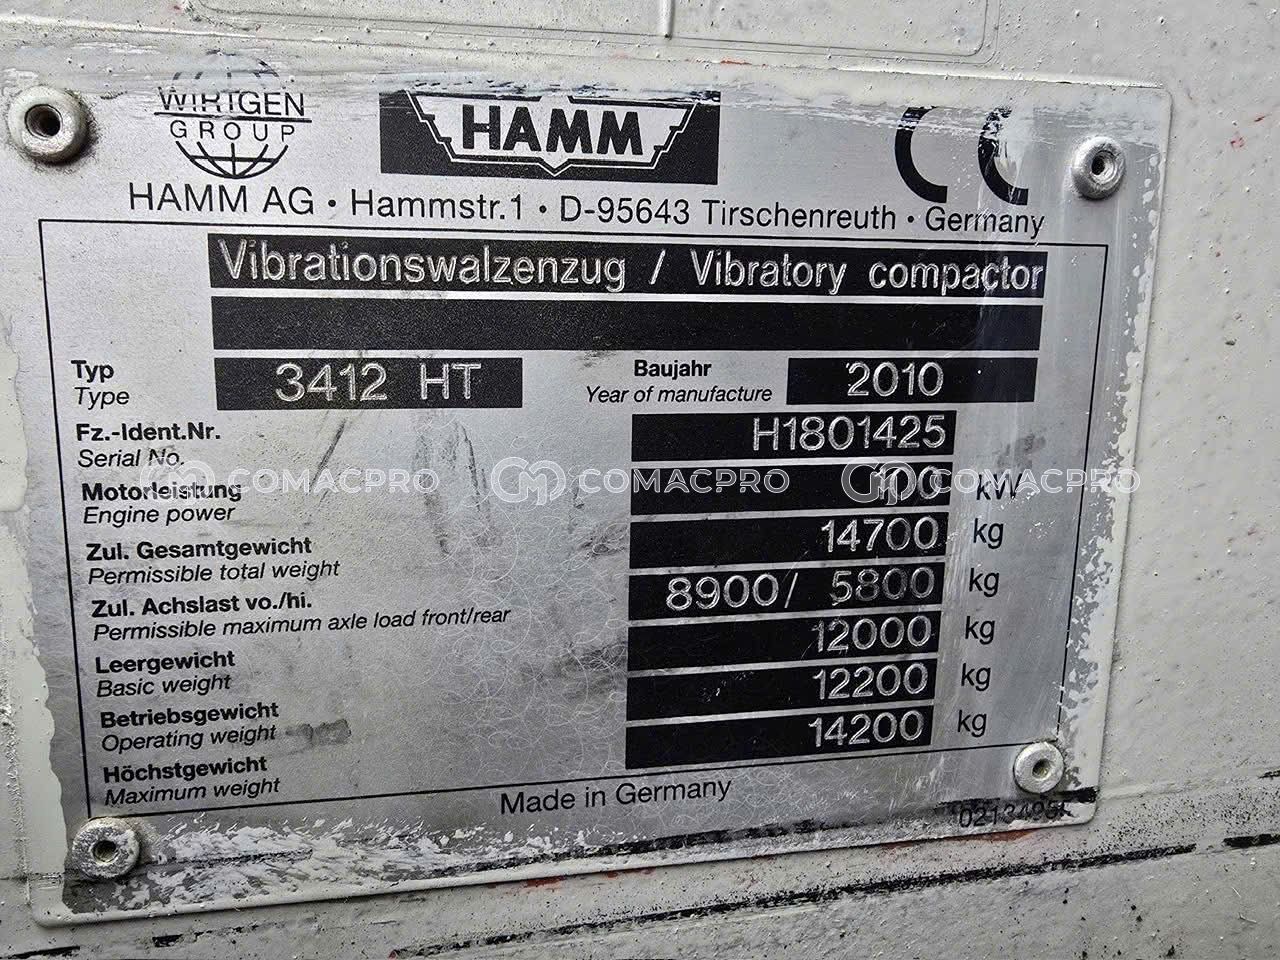 WIRTGEN
GROUP
HAMM
CE
HAMM AG · Hammstr.1 · D-95643 Tirschenreuth · Germany
Vibrationswalzenzug / Vibratory compactor
Typ
Type
3412 HT
Baujahr
Year of manufacture
2010
Fz.-Ident.Nr.
Serial No.
H1801425
Motorleistung
Engine power
100 kW
Zul. Gesamtgewicht
Permissible total weight
14700 kg
Zul. Achslast vo./hi.
Permissible maximum axle load front/rear
8900/ 5800 kg
Leergewicht
Basic weight
12000 kg
Betriebsgewicht
Operating weight
12200 kg
Höchstgewicht
Maximum weight
14200 kg
Made in Germany
COMACPRO COMACPRO COMACPRO